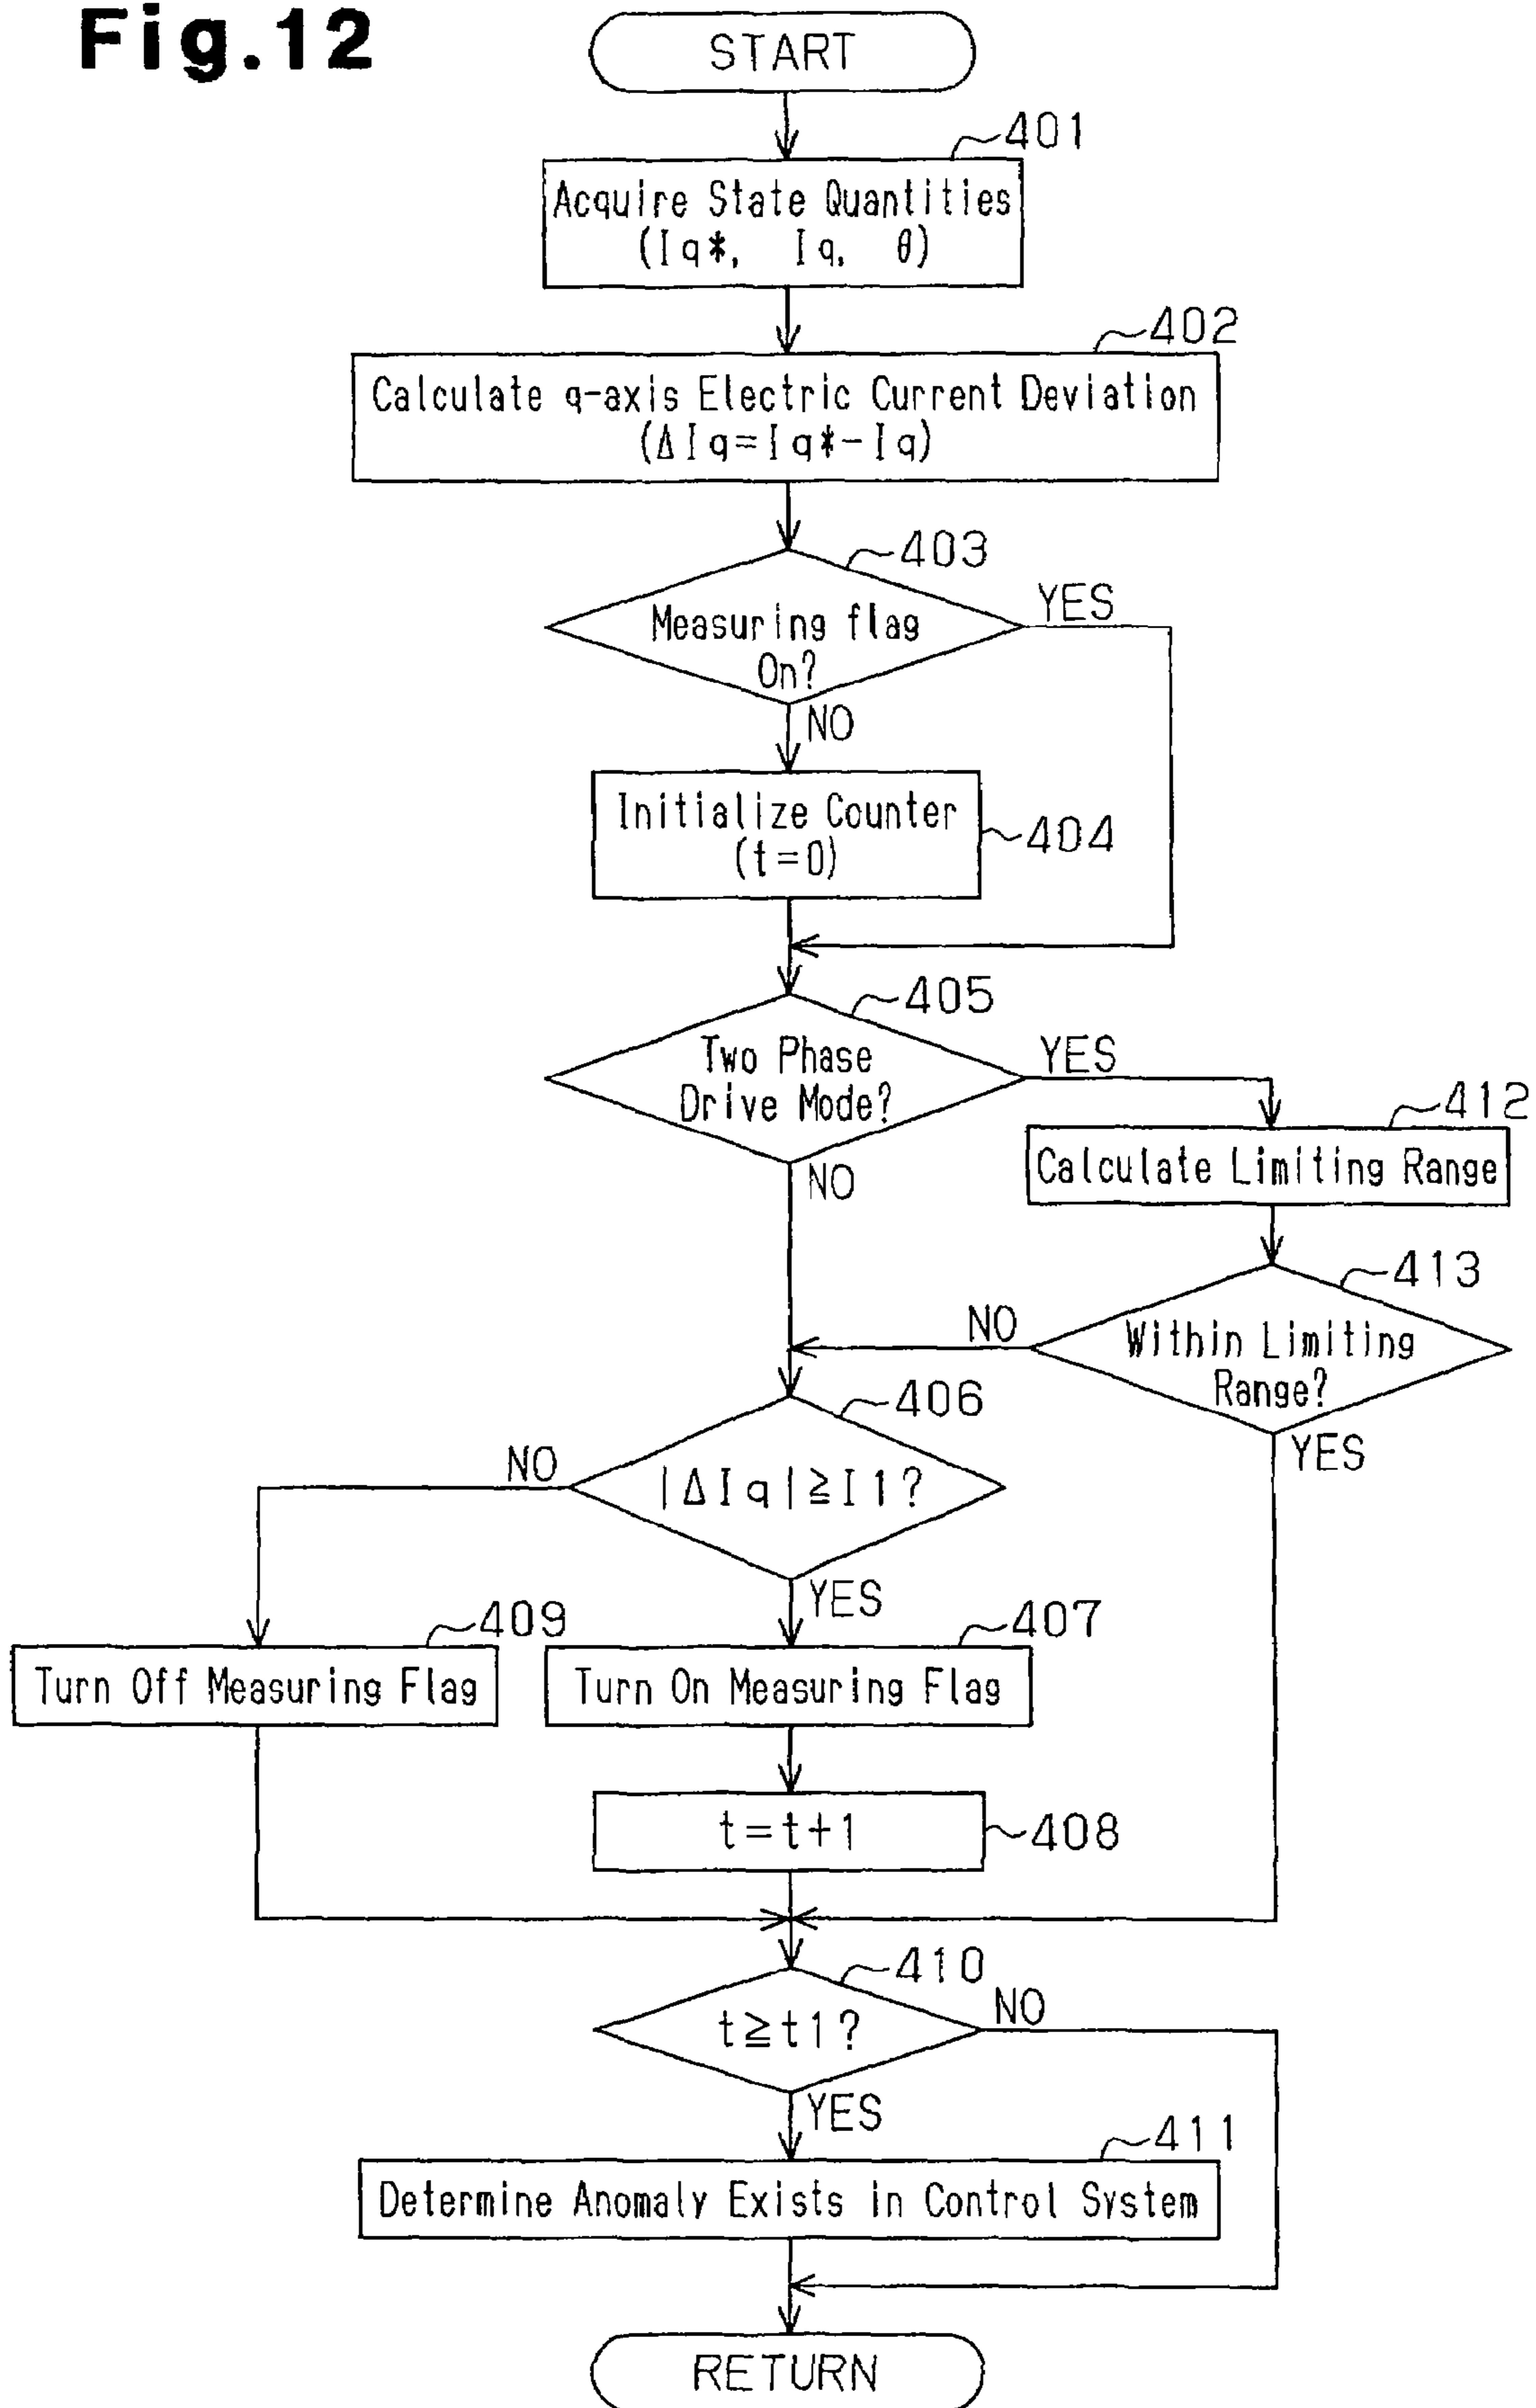 Fig.12
START
401
Acquire State Quantities
(Iq*, Iq, θ)
402
Calculate q-axis Electric Current Deviation
(ΔIq=Iq*-Iq)
403
Measuring flag
On?
YES
NO
Initialize Counter
(t=0)
404
405
Two Phase
Drive Mode?
YES
NO
412
Calculate Limiting Range
413
Within Limiting
Range?
NO
YES
406
|ΔIq|≧I1?
NO
YES
409
Turn Off Measuring Flag
407
Turn On Measuring Flag
t=t+1
408
410
t≧t1?
NO
YES
411
Determine Anomaly Exists in Control System
RETURN